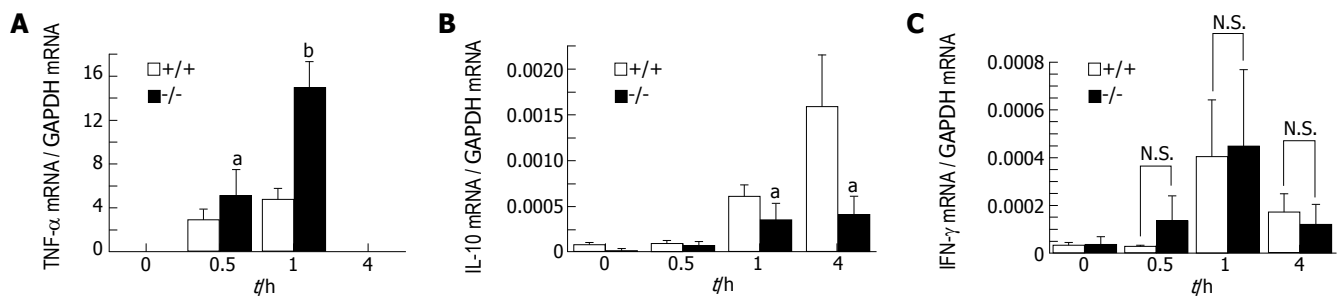 A
TNF-α mRNA / GAPDH mRNA
16
12
8
4
0
+/+
-/-
a
b
0
0.5
1
4
t/h
B
IL-10 mRNA / GAPDH mRNA
0.0020
0.0015
0.0010
0.0005
0
+/+
-/-
a
a
0
0.5
1
4
t/h
C
IFN-γ mRNA / GAPDH mRNA
0.0008
0.0006
0.0004
0.0002
0
+/+
-/-
N.S.
N.S.
N.S.
0
0.5
1
4
t/h